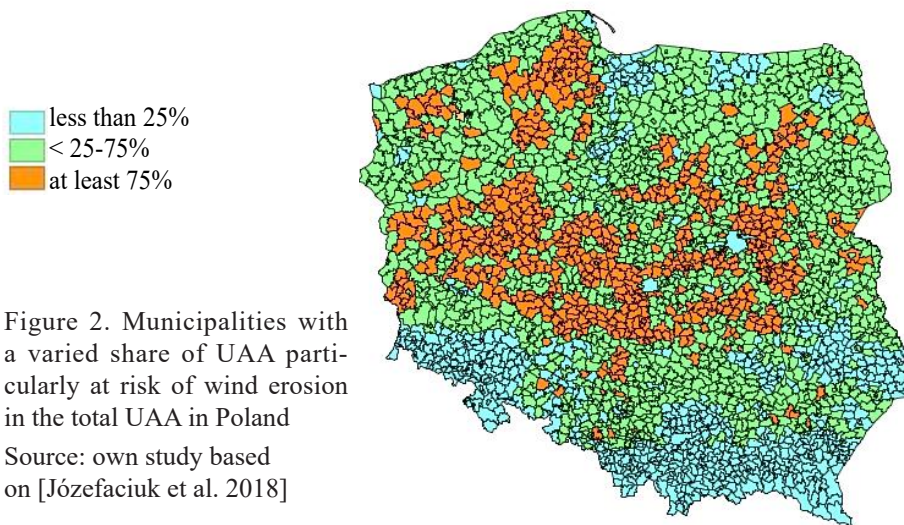 less than 25%
< 25-75%
at least 75%
Figure 2. Municipalities with
a varied share of UAA parti-
cularly at risk of wind erosion
in the total UAA in Poland
Source: own study based
on [Józefaciuk et al. 2018]